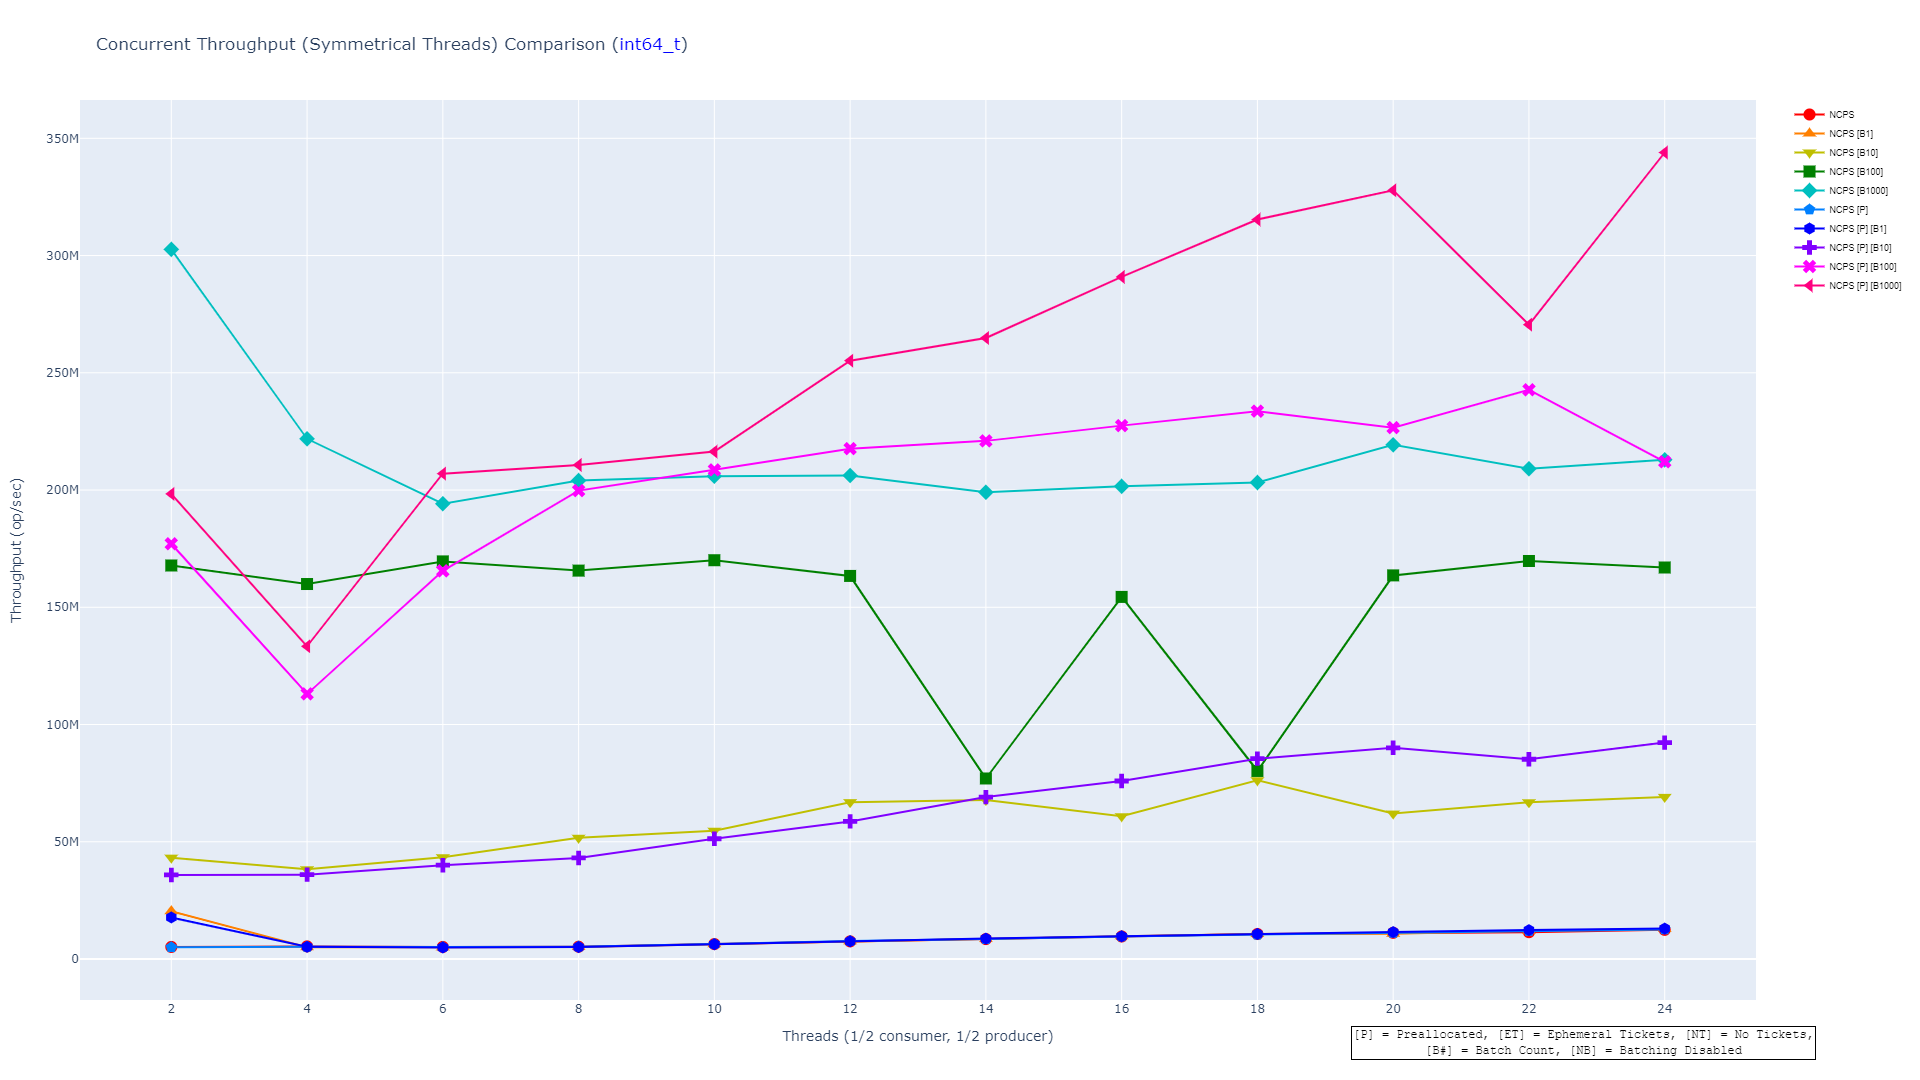 Concurrent Throughput (Symmetrical Threads) Comparison (int64_t)
NCPS
NCPS [B1]
NCPS [B10]
NCPS [B100]
NCPS [B1000]
NCPS [P]
NCPS [P] [B1]
NCPS [P] [B10]
NCPS [P] [B100]
NCPS [P] [B1000]
350M
300M
250M
200M
150M
100M
50M
0
Throughput (op/sec)
2 4 6 8 10 12 14 16 18 20 22 24
Threads (1/2 consumer, 1/2 producer)
[P] = Preallocated, [ET] = Ephemeral Tickets, [NT] = No Tickets,
[B#] = Batch Count, [NB] = Batching Disabled